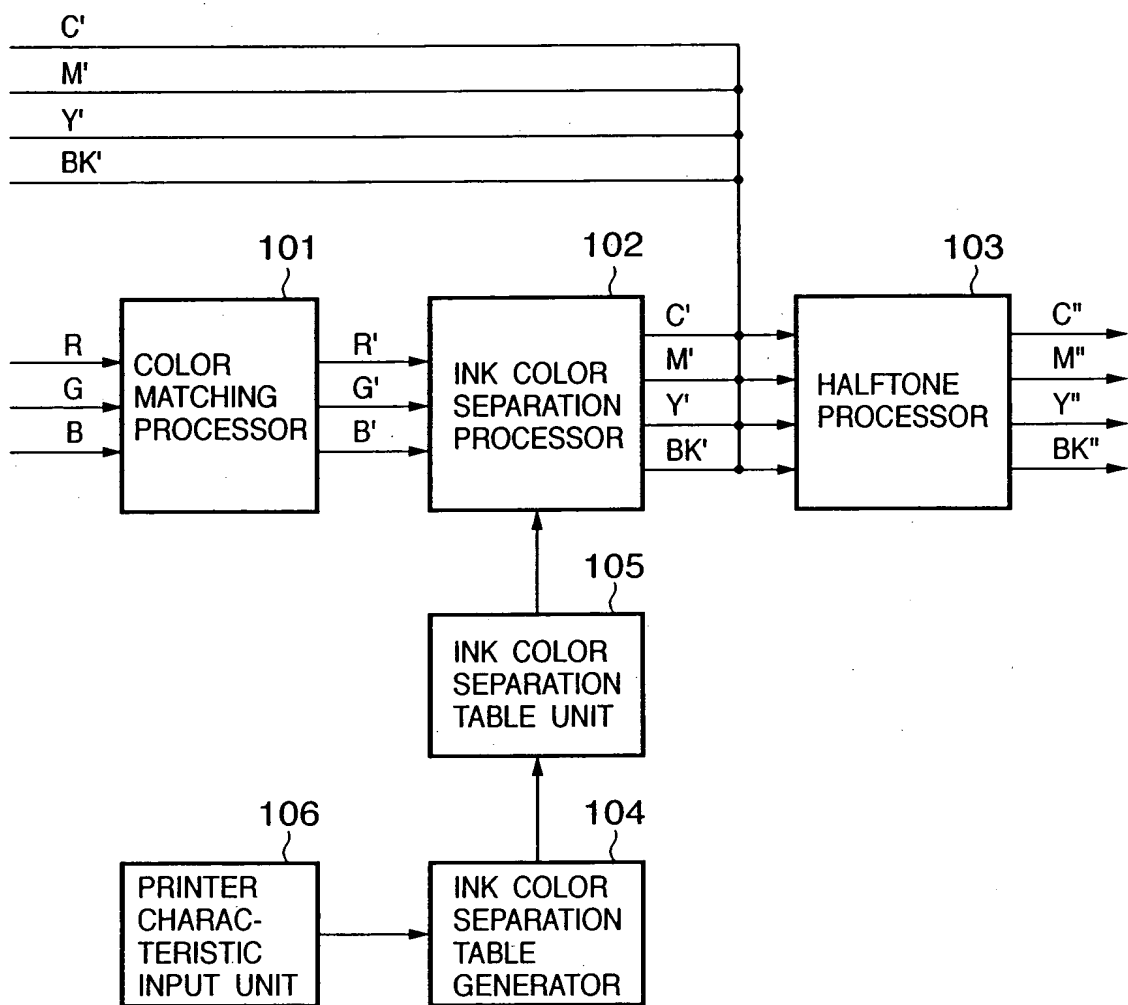 C'
M'
Y'
BK'
101
102
103
R
G
B
COLOR
MATCHING
PROCESSOR
R'
G'
B'
INK COLOR
SEPARATION
PROCESSOR
C'
M'
Y'
BK'
HALFTONE
PROCESSOR
C"
M"
Y"
BK"
105
INK COLOR
SEPARATION
TABLE UNIT
106
104
PRINTER
CHARAC-
TERISTIC
INPUT UNIT
INK COLOR
SEPARATION
TABLE
GENERATOR